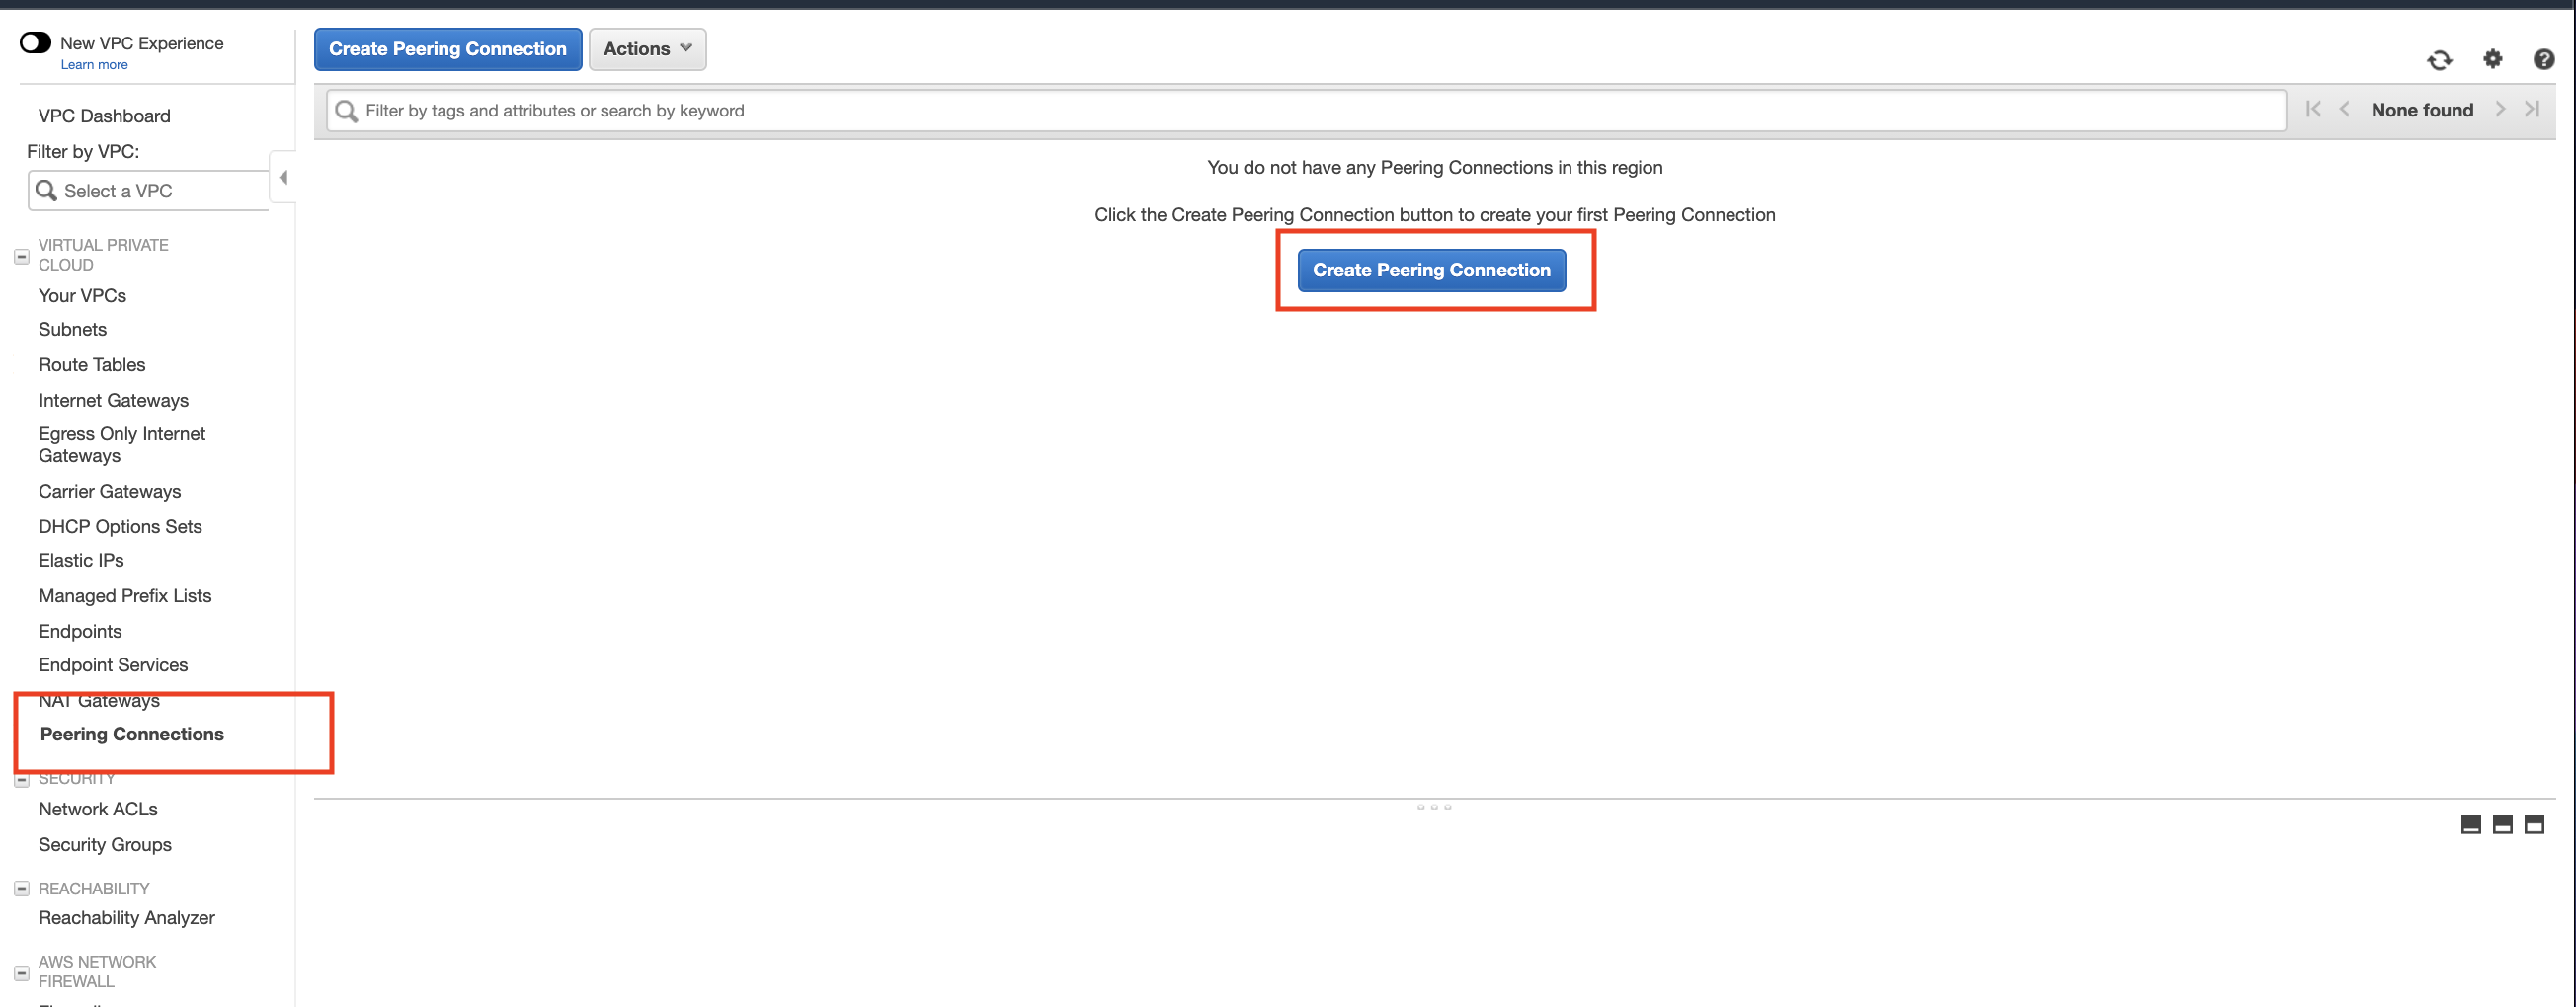 New VPC Experience
Learn more
VPC Dashboard
Filter by VPC:
Select a VPC
VIRTUAL PRIVATE
CLOUD
Your VPCs
Subnets
Route Tables
Internet Gateways
Egress Only Internet
Gateways
Carrier Gateways
DHCP Options Sets
Elastic IPs
Managed Prefix Lists
Endpoints
Endpoint Services
NAT Gateways
Peering Connections
SECURITY
Network ACLs
Security Groups
REACHABILITY
Reachability Analyzer
AWS NETWORK
FIREWALL
Create Peering Connection
Actions
Filter by tags and attributes or search by keyword
None found
You do not have any Peering Connections in this region
Click the Create Peering Connection button to create your first Peering Connection
Create Peering Connection